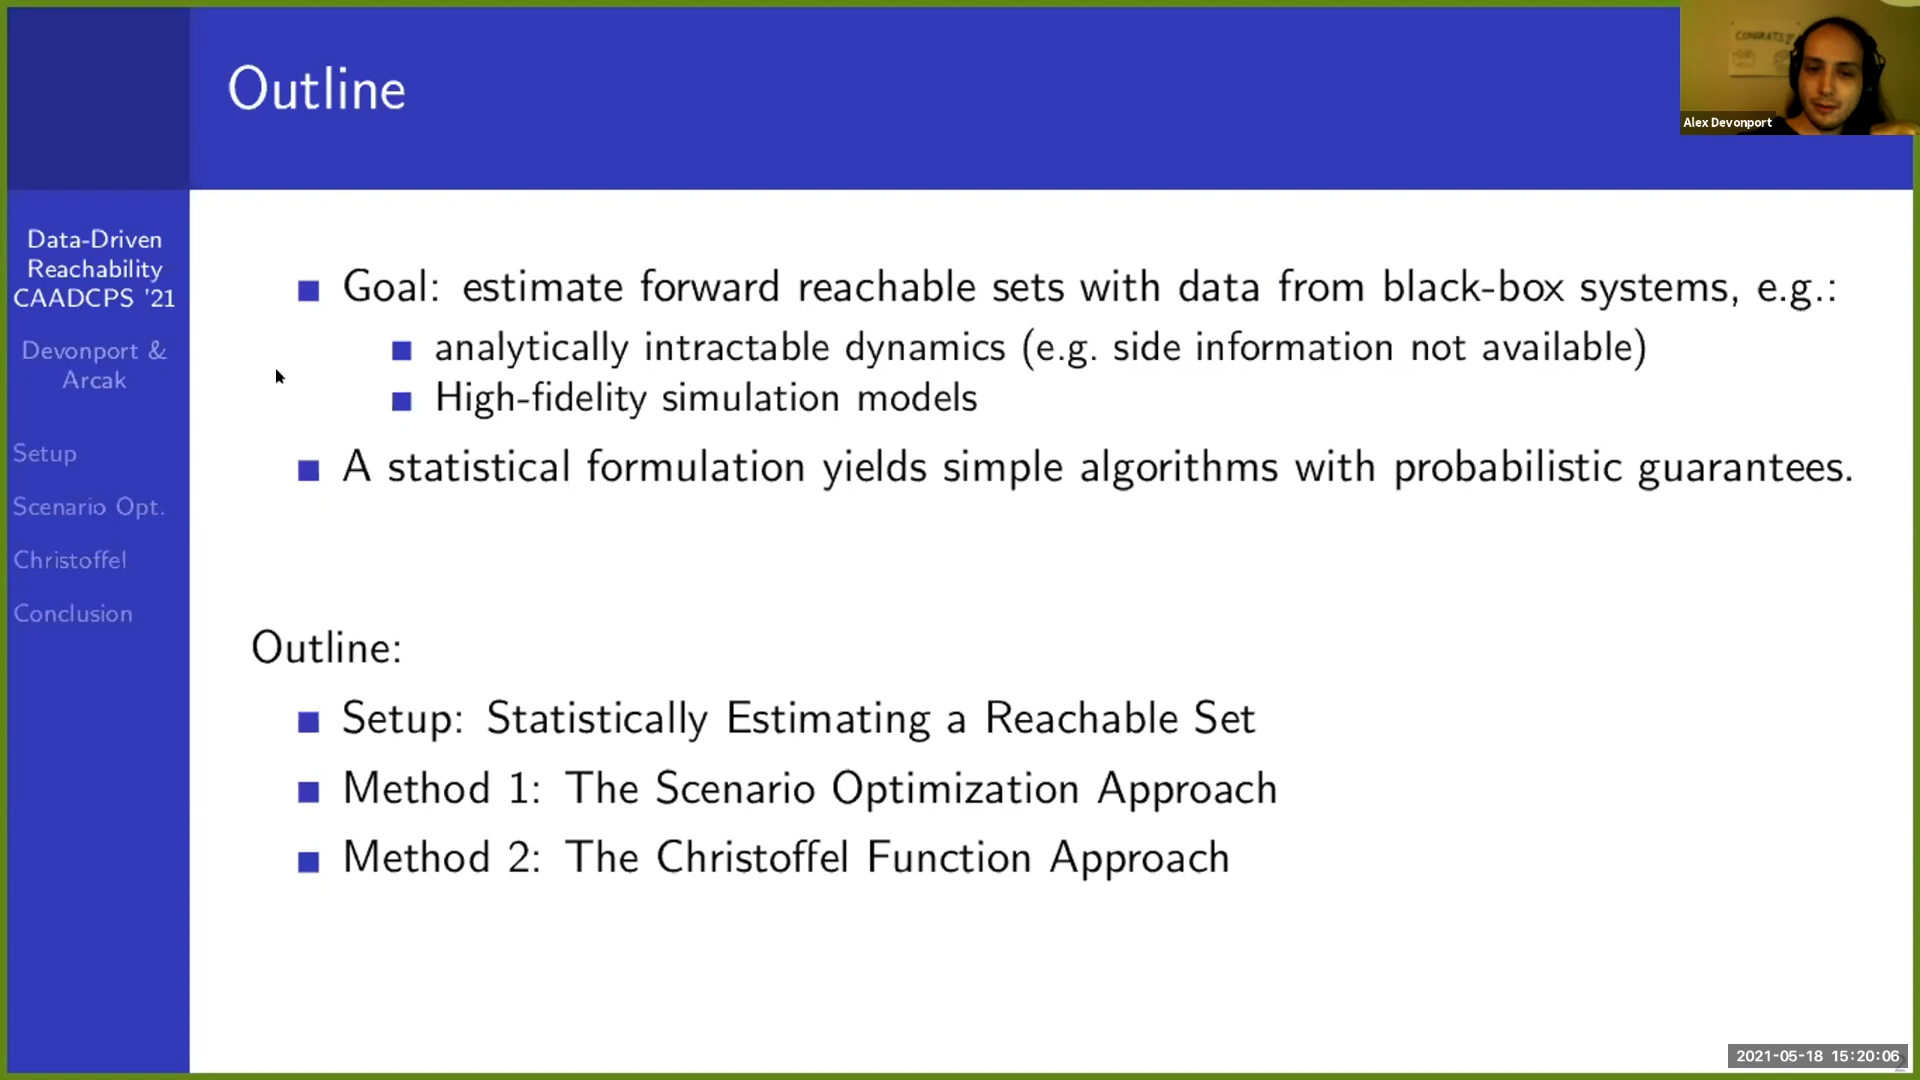 Outline
CONGRATS
Alex Devonport
Data-Driven
Reachability
CAADCPS '21
Devonport &
Arcak
Setup
Scenario Opt.
Christoffel
Conclusion
Goal: estimate forward reachable sets with data from black-box systems, e.g.:
analytically intractable dynamics (e.g. side information not available)
High-fidelity simulation models
A statistical formulation yields simple algorithms with probabilistic guarantees.
Outline:
Setup: Statistically Estimating a Reachable Set
Method 1: The Scenario Optimization Approach
Method 2: The Christoffel Function Approach
2021-05-18 15:20:06